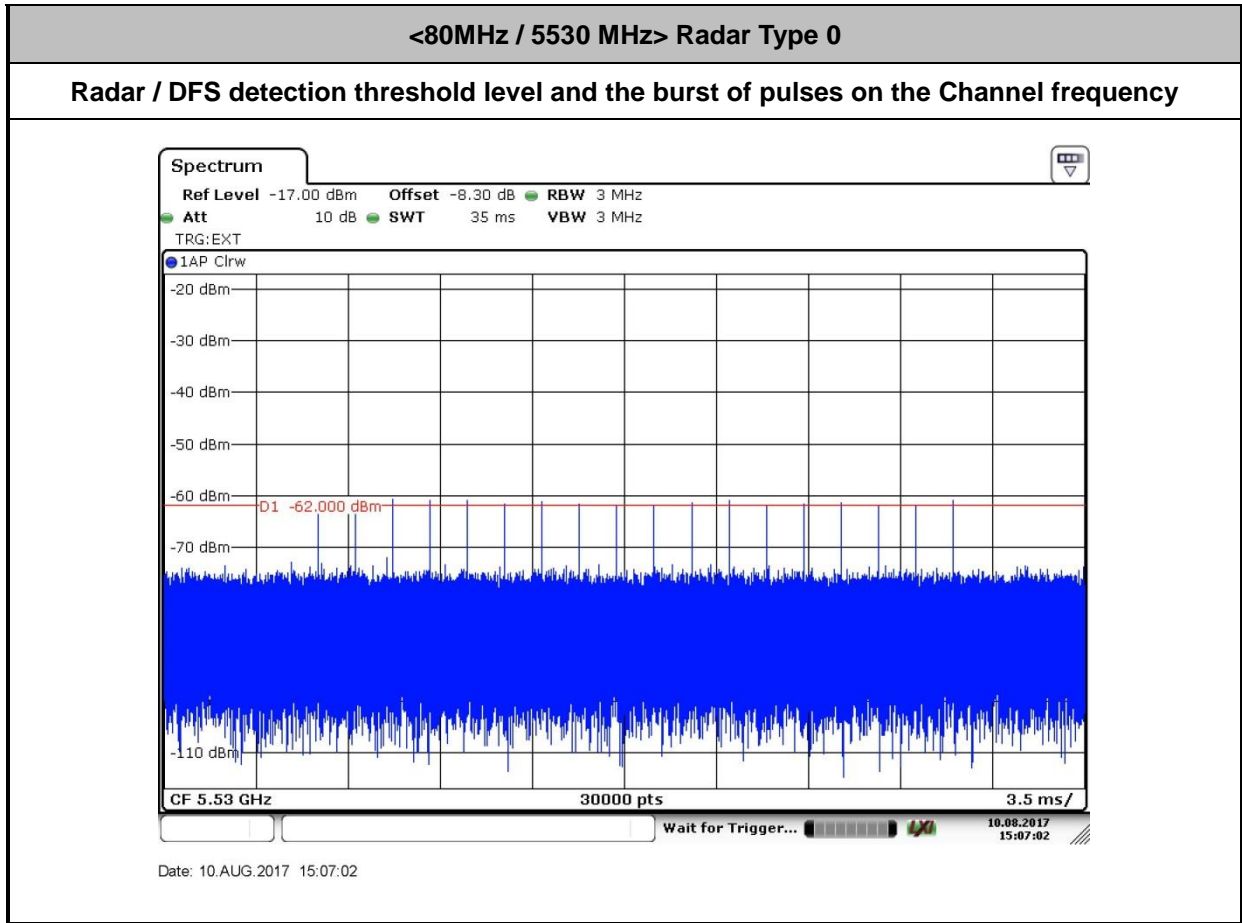 <80MHz / 5530 MHz> Radar Type 0
Radar / DFS detection threshold level and the burst of pulses on the Channel frequency
Spectrum
Ref Level -17.00 dBm Offset -8.30 dB RBW 3 MHz
Att 10 dB SWT 35 ms VBW 3 MHz
TRG:EXT
1AP Clrw
-20 dBm
-30 dBm
-40 dBm
-50 dBm
-60 dBm
D1 -62.000 dBm
-70 dBm
-110 dBm
CF 5.53 GHz 30000 pts 3.5 ms/
Wait for Trigger... LXI 10.08.2017
15:07:02
Date: 10.AUG.2017 15:07:02